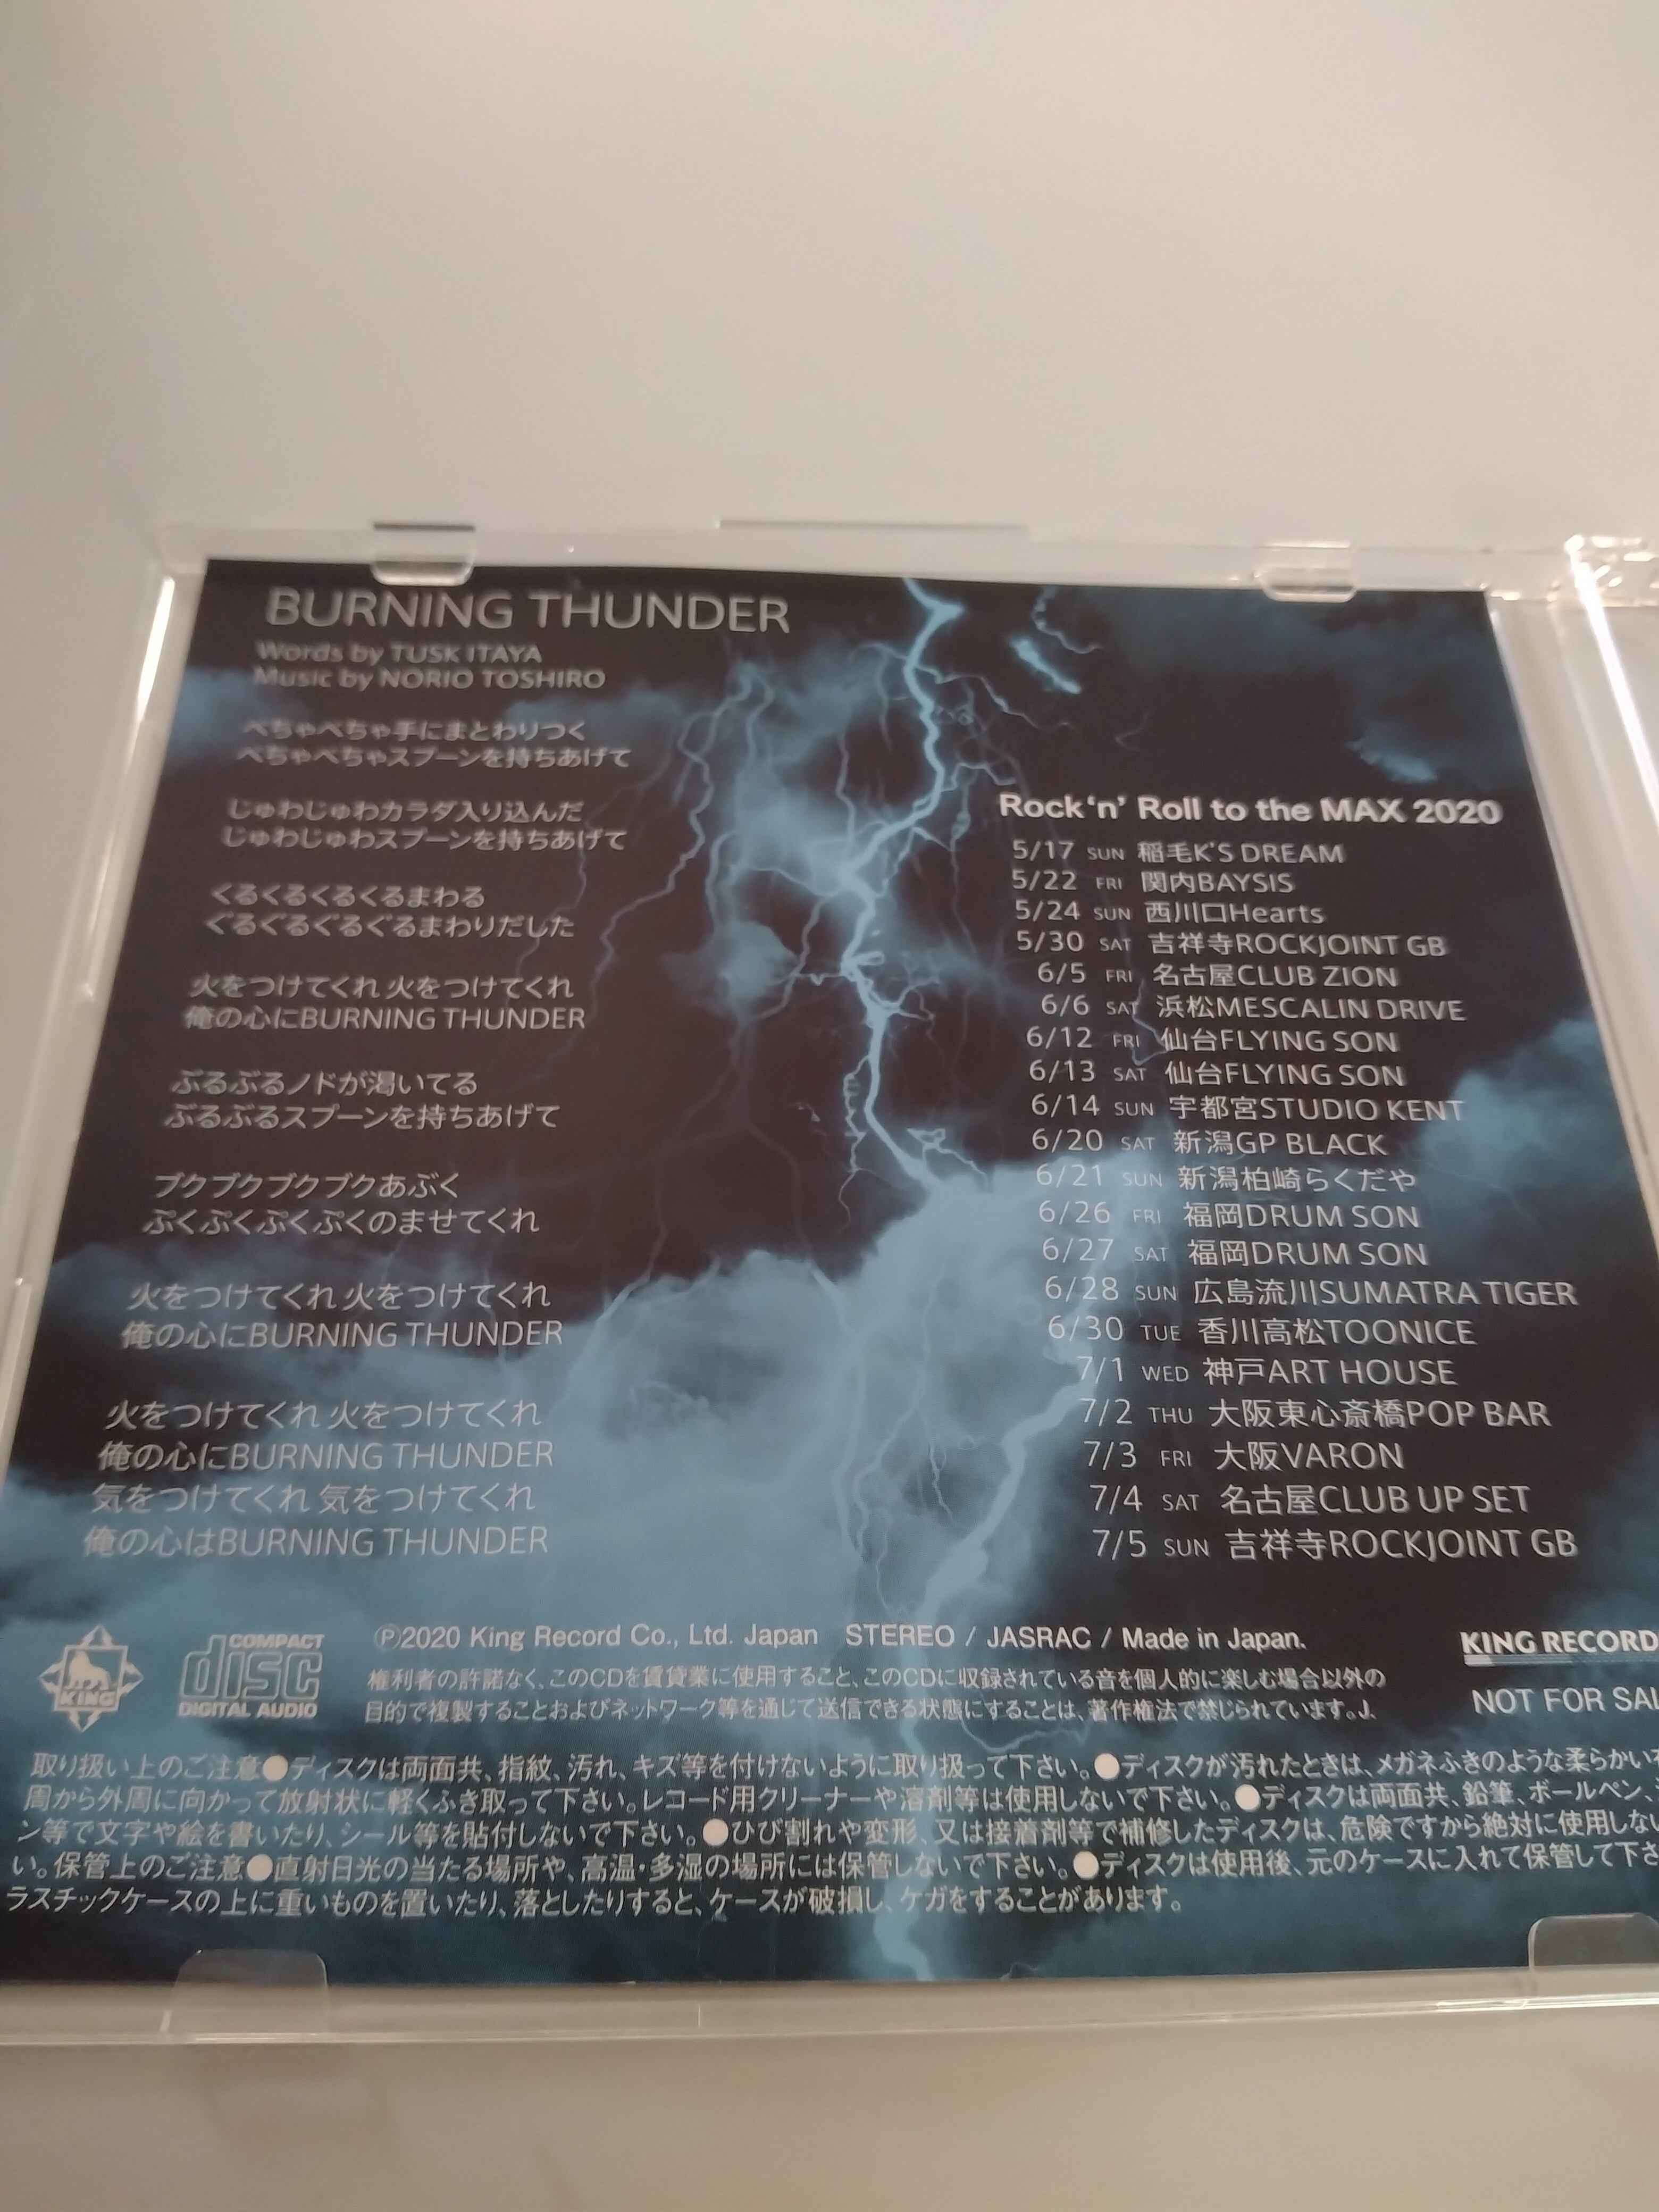 BURNING THUNDER
Words by TUSK ITAYA
Music by NORIO TOSHIRO
べちゃべちゃ手にまとわりつく
べちゃべちゃスプーンを持ちあげて
じゅわじゅわカラダ入り込んだ
じゅわじゅわスプーンを持ちあげて
くるくるくるくるまわる
ぐるぐるぐるぐるまわりだした
火をつけてくれ 火をつけてくれ
俺の心にBURNING THUNDER
ぶるぶるノドが渇いてる
ぶるぶるスプーンを持ちあげて
ブクブクブクブクあぶく
ぷくぷくぷくぷくのませてくれ
火をつけてくれ 火をつけてくれ
俺の心にBURNING THUNDER
火をつけてくれ 火をつけてくれ
俺の心にBURNING THUNDER
気をつけてくれ 気をつけてくれ
俺の心はBURNING THUNDER
Rock‘n’ Roll to the MAX 2020
5/17 SUN 稲毛K'S DREAM
5/22 FRI 関内BAYSIS
5/24 SUN 西川口Hearts
5/30 SAT 吉祥寺ROCKJOINT GB
6/5 FRI 名古屋CLUB ZION
6/6 SAT 浜松MESCALIN DRIVE
6/12 FRI 仙台FLYING SON
6/13 SAT 仙台FLYING SON
6/14 SUN 宇都宮STUDIO KENT
6/20 SAT 新潟GP BLACK
6/21 SUN 新潟柏崎らくだや
6/26 FRI 福岡DRUM SON
6/27 SAT 福岡DRUM SON
6/28 SUN 広島流川SUMATRA TIGER
6/30 TUE 香川高松TOONICE
7/1 WED 神戸ART HOUSE
7/2 THU 大阪東心斎橋POP BAR
7/3 FRI 大阪VARON
7/4 SAT 名古屋CLUB UP SET
7/5 SUN 吉祥寺ROCKJOINT GB
KING
COMPACT
disc
DIGITAL AUDIO
Ⓟ2020 King Record Co., Ltd. Japan STEREO / JASRAC / Made in Japan.
権利者の許諾なく、このCDを賃貸業に使用すること、このCDに収録されている音を個人的に楽しむ場合以外の
目的で複製することおよびネットワーク等を通じて送信できる状態にすることは、著作権法で禁じられています。J.
KING RECORD
NOT FOR SAL
取り扱い上のご注意●ディスクは両面共、指紋、汚れ、キズ等を付けないように取り扱って下さい。●ディスクが汚れたときは、メガネふきのような柔らかい
周から外周に向かって放射状に軽くふき取って下さい。レコード用クリーナーや溶剤等は使用しないで下さい。●ディスクは両面共、鉛筆、ボールペン、
ン等で文字や絵を書いたり、シール等を貼付しないで下さい。●ひび割れや変形、又は接着剤等で補修したディスクは、危険ですから絶対に使用しない
い。保管上のご注意●直射日光の当たる場所や、高温・多湿の場所には保管しないで下さい。●ディスクは使用後、元のケースに入れて保管して下さ
ラスチックケースの上に重いものを置いたり、落としたりすると、ケースが破損し、ケガをすることがあります。